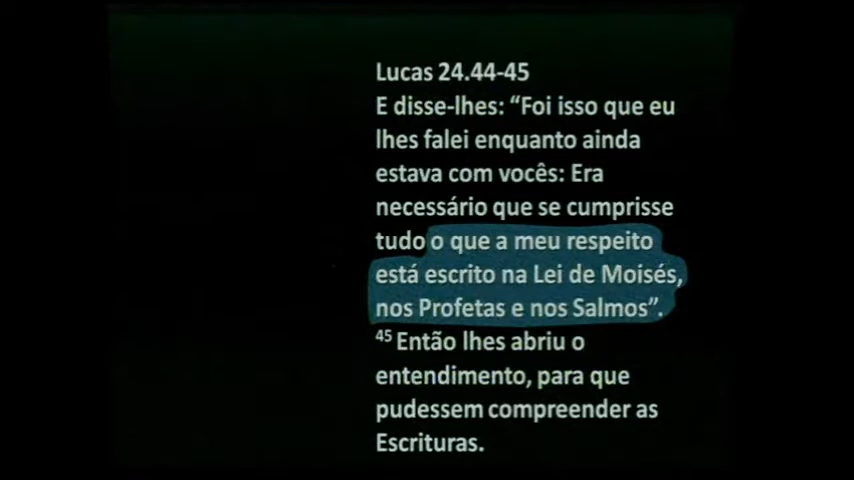 Lucas 24.44-45
E disse-lhes: “Foi isso que eu
lhes falei enquanto ainda
estava com vocês: Era
necessário que se cumprisse
tudo o que a meu respeito
está escrito na Lei de Moisés,
nos Profetas e nos Salmos”.
⁴⁵ Então lhes abriu o
entendimento, para que
pudessem compreender as
Escrituras.